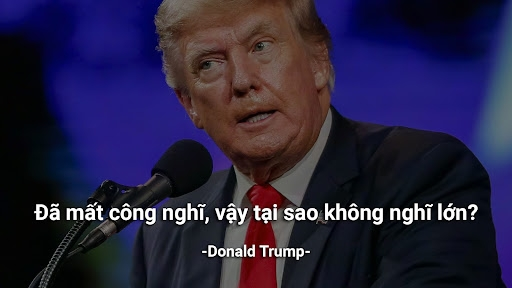 Đã mất công nghĩ, vậy tại sao không nghĩ lớn?
-Donald Trump-